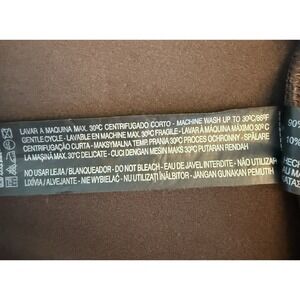 LAVAR A MAQUINA MAX. 30ºC CENTRIFUGADO CORTO - MACHINE WASH UP TO 30ºC/86ºF
GENTLE CYCLE - LAVABLE EN MACHINE MAX. 30ºC FRAGILE - LAVAR À MÁQUINA MÁXIMO 30ºC
CENTRIFUGAÇÃO CURTA - MAKSYMALNA TEMP. PRANIA 30ºC PROCES OCHRONNY - SPĂLARE
LA MAŞINĂ MAX. 30ºC DELICATE - CUCI DENGAN MESIN MAKS 30ºC PUTARAN RENDAH
NO USAR LEJIA / BLANQUEADOR - DO NOT BLEACH - EAU DE JAVEL INTERDITE - NÃO UTILIZAR
LIXÍVIA / ALVEJANTE - NIE WYBIELAĆ - NU UTILIZAȚI ÎNĂLBITOR - JANGAN GUNAKAN PEMUTIH
90%
10%